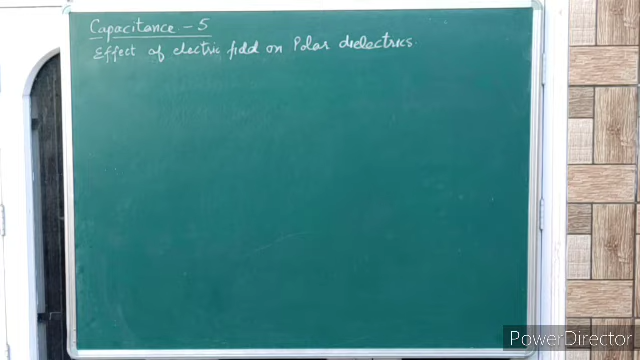 Capacitance - 5
Effect of electric field on Polar dielectrics.
PowerDirector